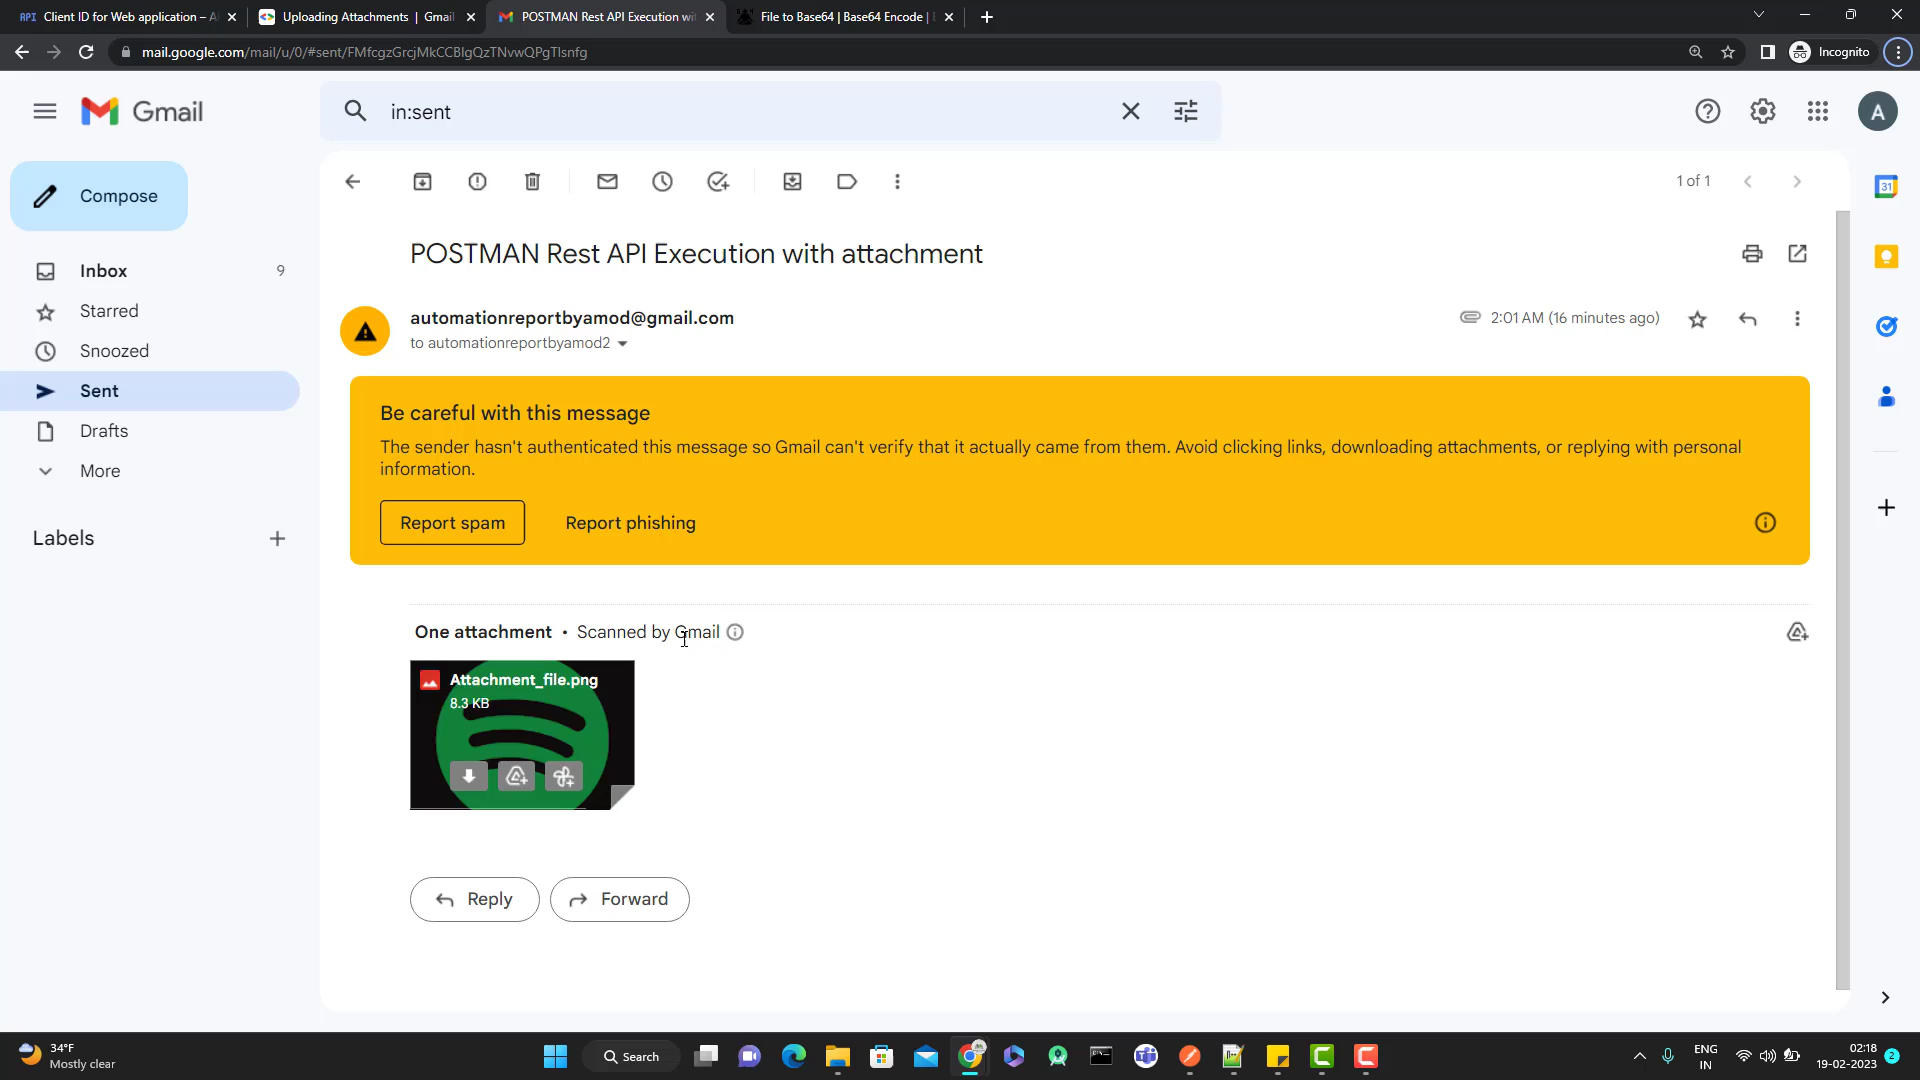 API Client ID for Web application – A
Uploading Attachments | Gmail
POSTMAN Rest API Execution wi
File to Base64 | Base64 Encode |
mail.google.com/mail/u/0/#sent/FMfcgzGrcjMkCCBlgQzTNvwQPgTlsnfg
Incognito
Gmail
in:sent
A
Compose
1 of 1
31
POSTMAN Rest API Execution with attachment
Inbox 9
Starred
Snoozed
Sent
Drafts
More
Labels
automationreportbyamod@gmail.com
2:01 AM (16 minutes ago)
to automationreportbyamod2
Be careful with this message
The sender hasn't authenticated this message so Gmail can't verify that it actually came from them. Avoid clicking links, downloading attachments, or replying with personal
information.
Report spam
Report phishing
One attachment • Scanned by Gmail
Attachment_file.png
8.3 KB
Reply
Forward
34°F
Mostly clear
Search
ENG
IN
02:18
19-02-2023
2